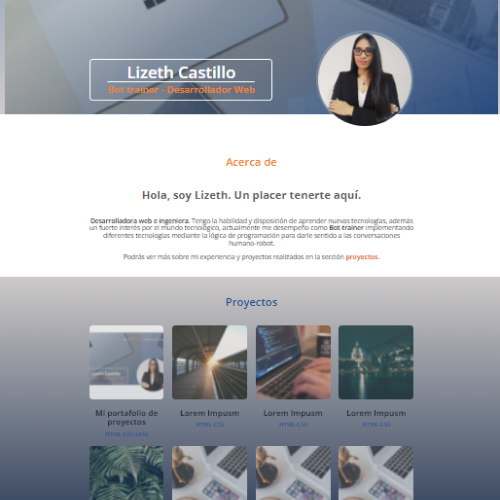 Lizeth Castillo
Bot trainer - Desarrollador Web
Acerca de
Hola, soy Lizeth. Un placer tenerte aquí.
Desarrolladora web e ingeniera. Tengo la habilidad y disposición de aprender nuevas tecnologías, además
un fuerte interés por el mundo tecnológico, actualmente me desempeño como Bot-trainer implementando
diferentes tecnologías mediante la lógica de programación para darle sentido a las conversaciones
humano-robot.
Podrás ver más sobre mi experiencia y proyectos realizados en la sección proyectos.
Proyectos
Lizeth Castillo
Mi portafolio de
proyectos
HTML-CSS-SASS
Lorem Impusm
HTML-CSS
Lorem Impusm
HTML-CSS
Lorem Impusm
HTML-CSS